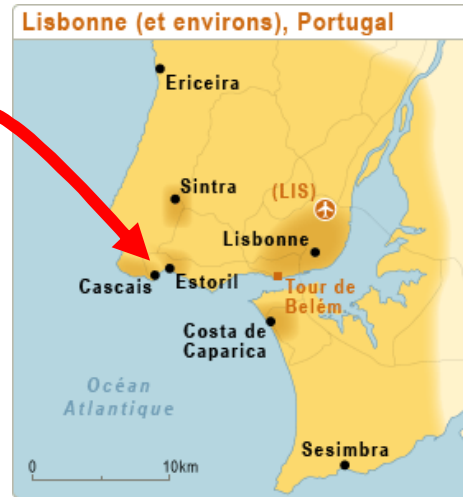 Lisbonne (et environs), Portugal
Ericeira
Sintra
(LIS)
Lisbonne
Cascais
Estoril
Tour de
Belém
Costa de
Caparica
Océan
Atlantique
Sesimbra
0 10km